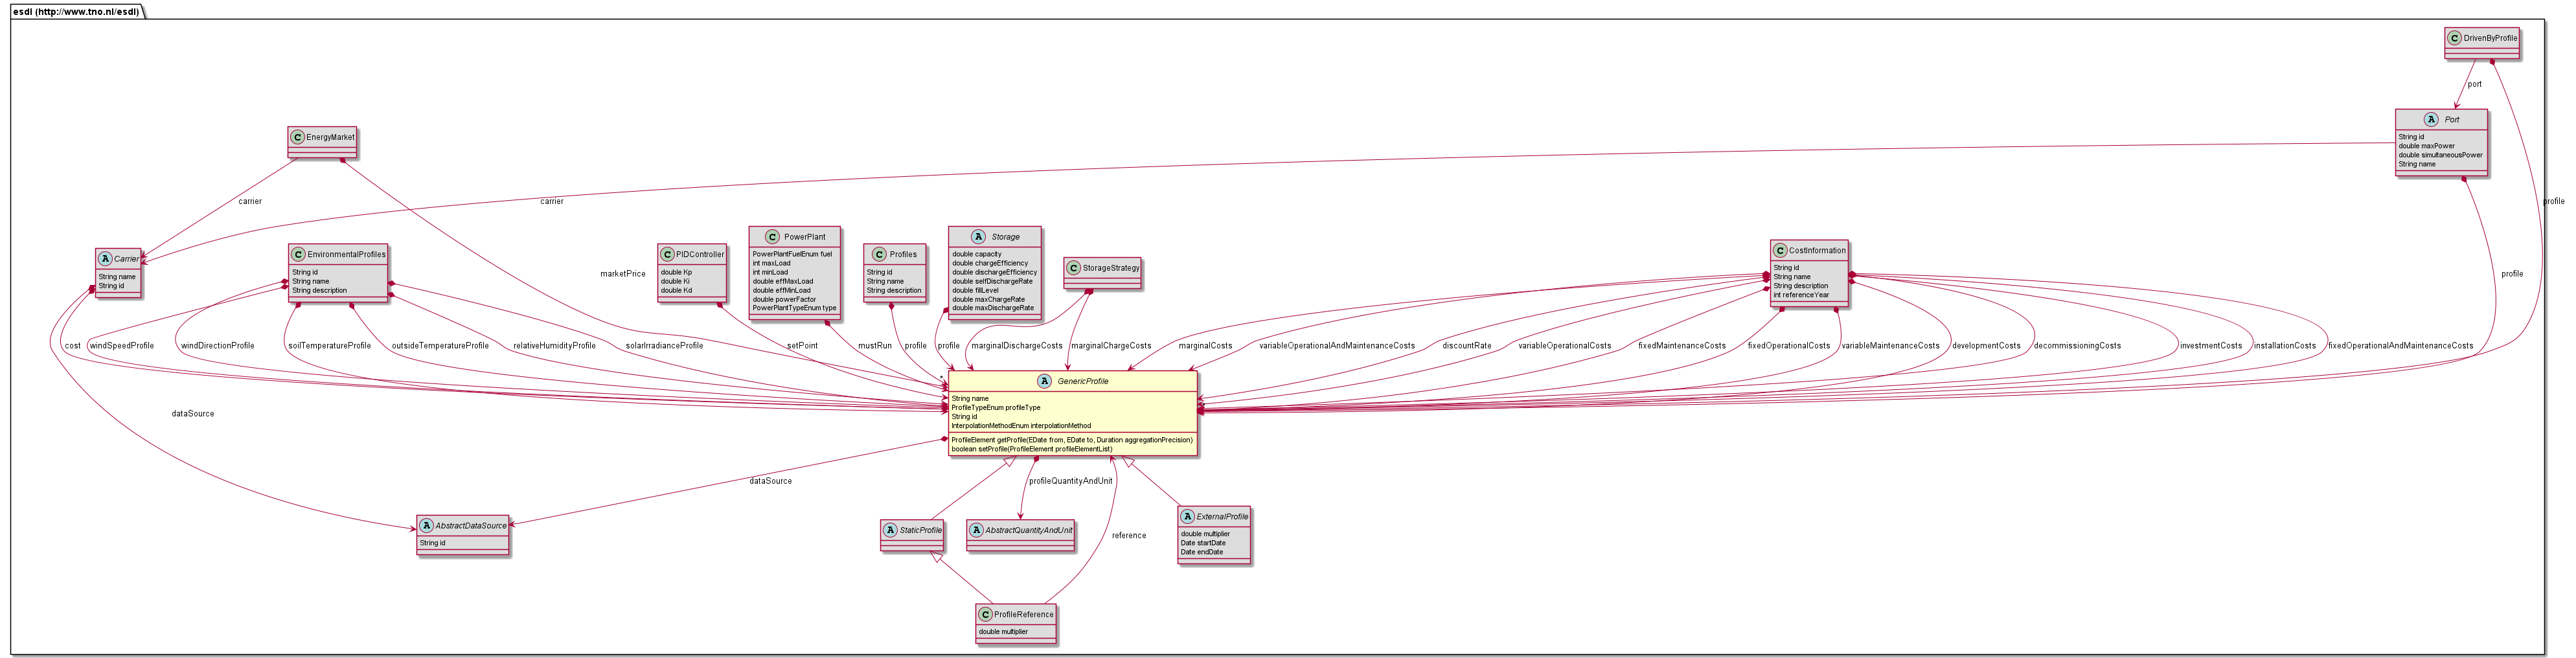 esdl (http://www.tno.nl/esdl)
C DrivenByProfile
port
profile
A Port
String id
double maxPower
double simultaneousPower
String name
C EnergyMarket
carrier
carrier
marketPrice
profile
A Carrier
String name
String id
C EnvironmentalProfiles
String id
String name
String description
C PIDController
double Kp
double Ki
double Kd
C PowerPlant
PowerPlantFuelEnum fuel
int maxLoad
int minLoad
double effMaxLoad
double effMinLoad
double powerFactor
PowerPlantTypeEnum type
C Profiles
String id
String name
String description
A Storage
double capacity
double chargeEfficiency
double dischargeEfficiency
double selfDischargeRate
double fillLevel
double maxChargeRate
double maxDischargeRate
C StorageStrategy
C CostInformation
String id
String name
String description
int referenceYear
cost
windSpeedProfile
windDirectionProfile
soilTemperatureProfile
outsideTemperatureProfile
relativeHumidityProfile
solarIrradianceProfile
setPoint
mustRun
profile
profile
marginalDischargeCosts
marginalChargeCosts
marginalCosts
variableOperationalAndMaintenanceCosts
discountRate
variableOperationalCosts
fixedMaintenanceCosts
fixedOperationalCosts
variableMaintenanceCosts
developmentCosts
decommissioningCosts
investmentCosts
installationCosts
fixedOperationalAndMaintenanceCosts
*
A GenericProfile
String name
ProfileTypeEnum profileType
String id
InterpolationMethodEnum interpolationMethod
ProfileElement getProfile(EDate from, EDate to, Duration aggregationPrecision)
boolean setProfile(ProfileElement profileElementList)
dataSource
dataSource
profileQuantityAndUnit
reference
A AbstractDataSource
String id
A StaticProfile
A AbstractQuantityAndUnit
A ExternalProfile
double multiplier
Date startDate
Date endDate
C ProfileReference
double multiplier